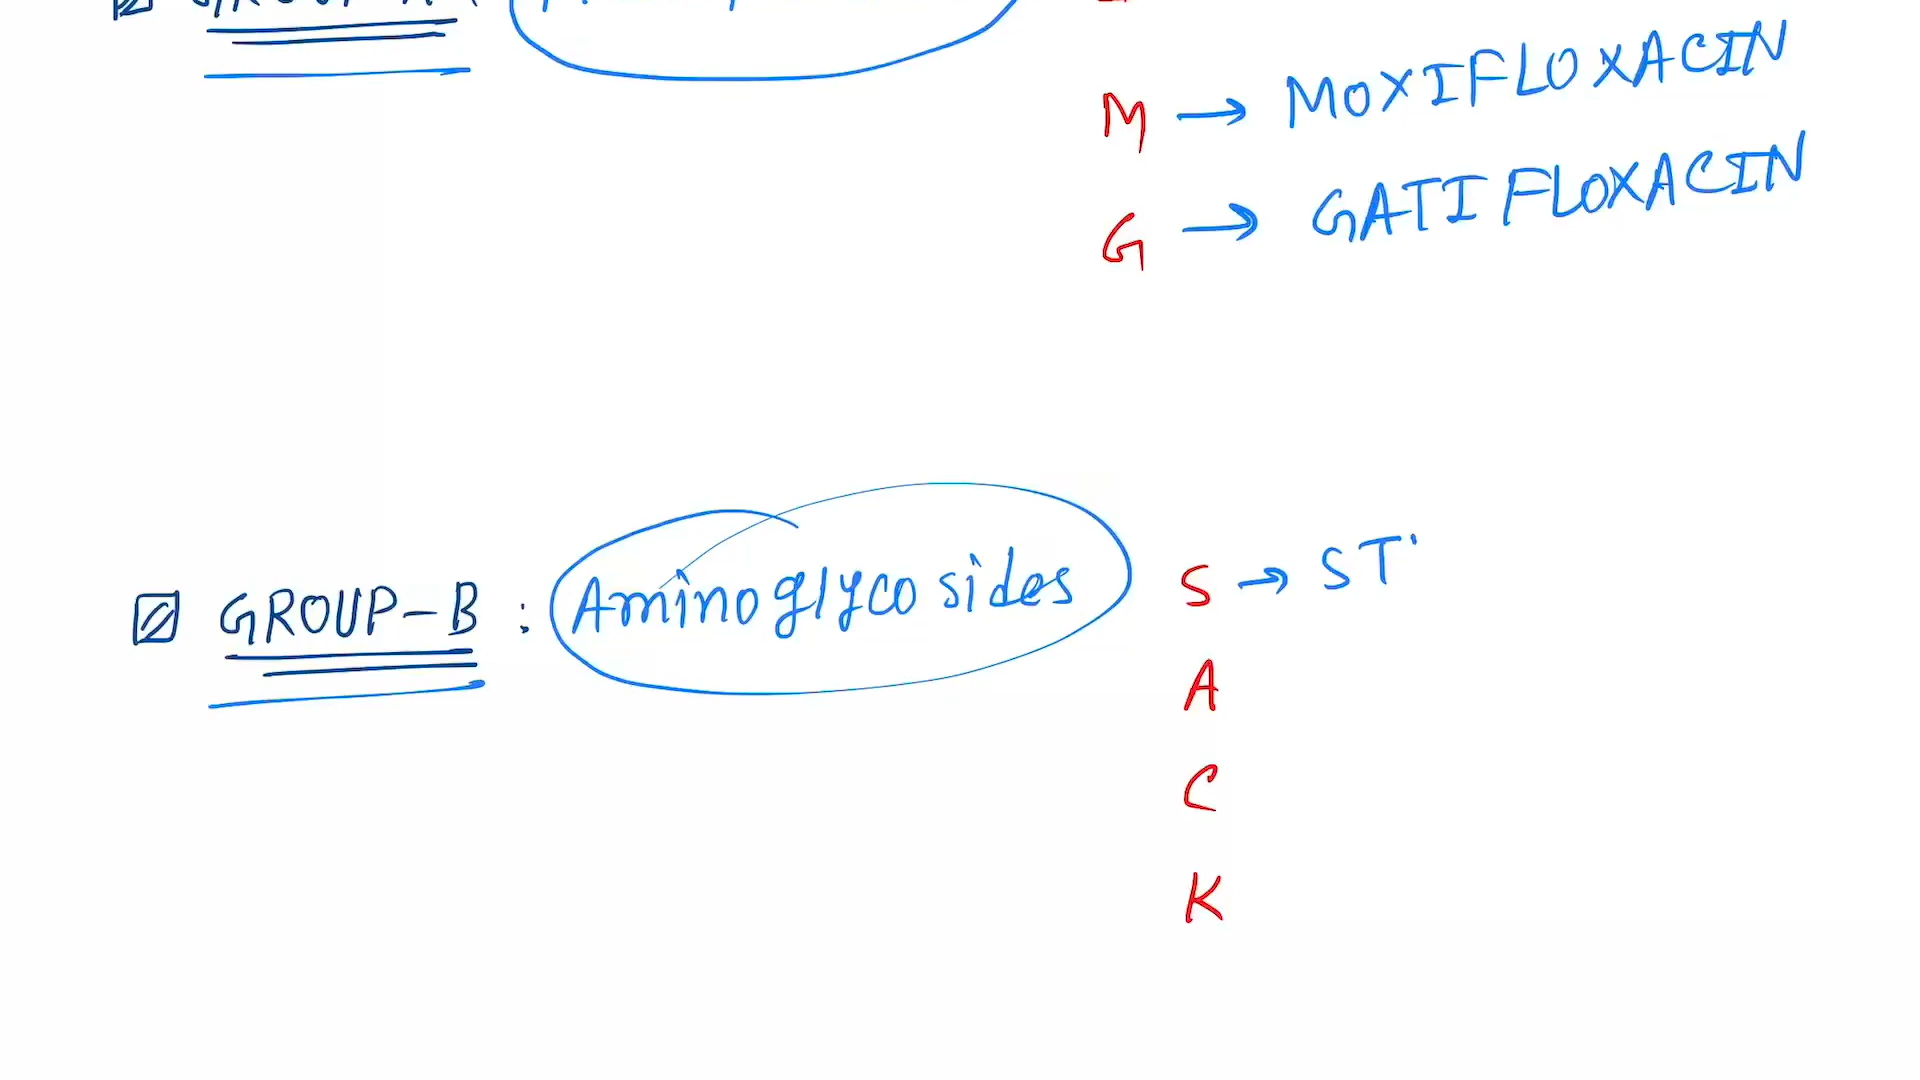 M → MOXIFLOXACIN
G → GATIFLOXACIN
GROUP-B : Aminoglycosides
S → ST
A
C
K